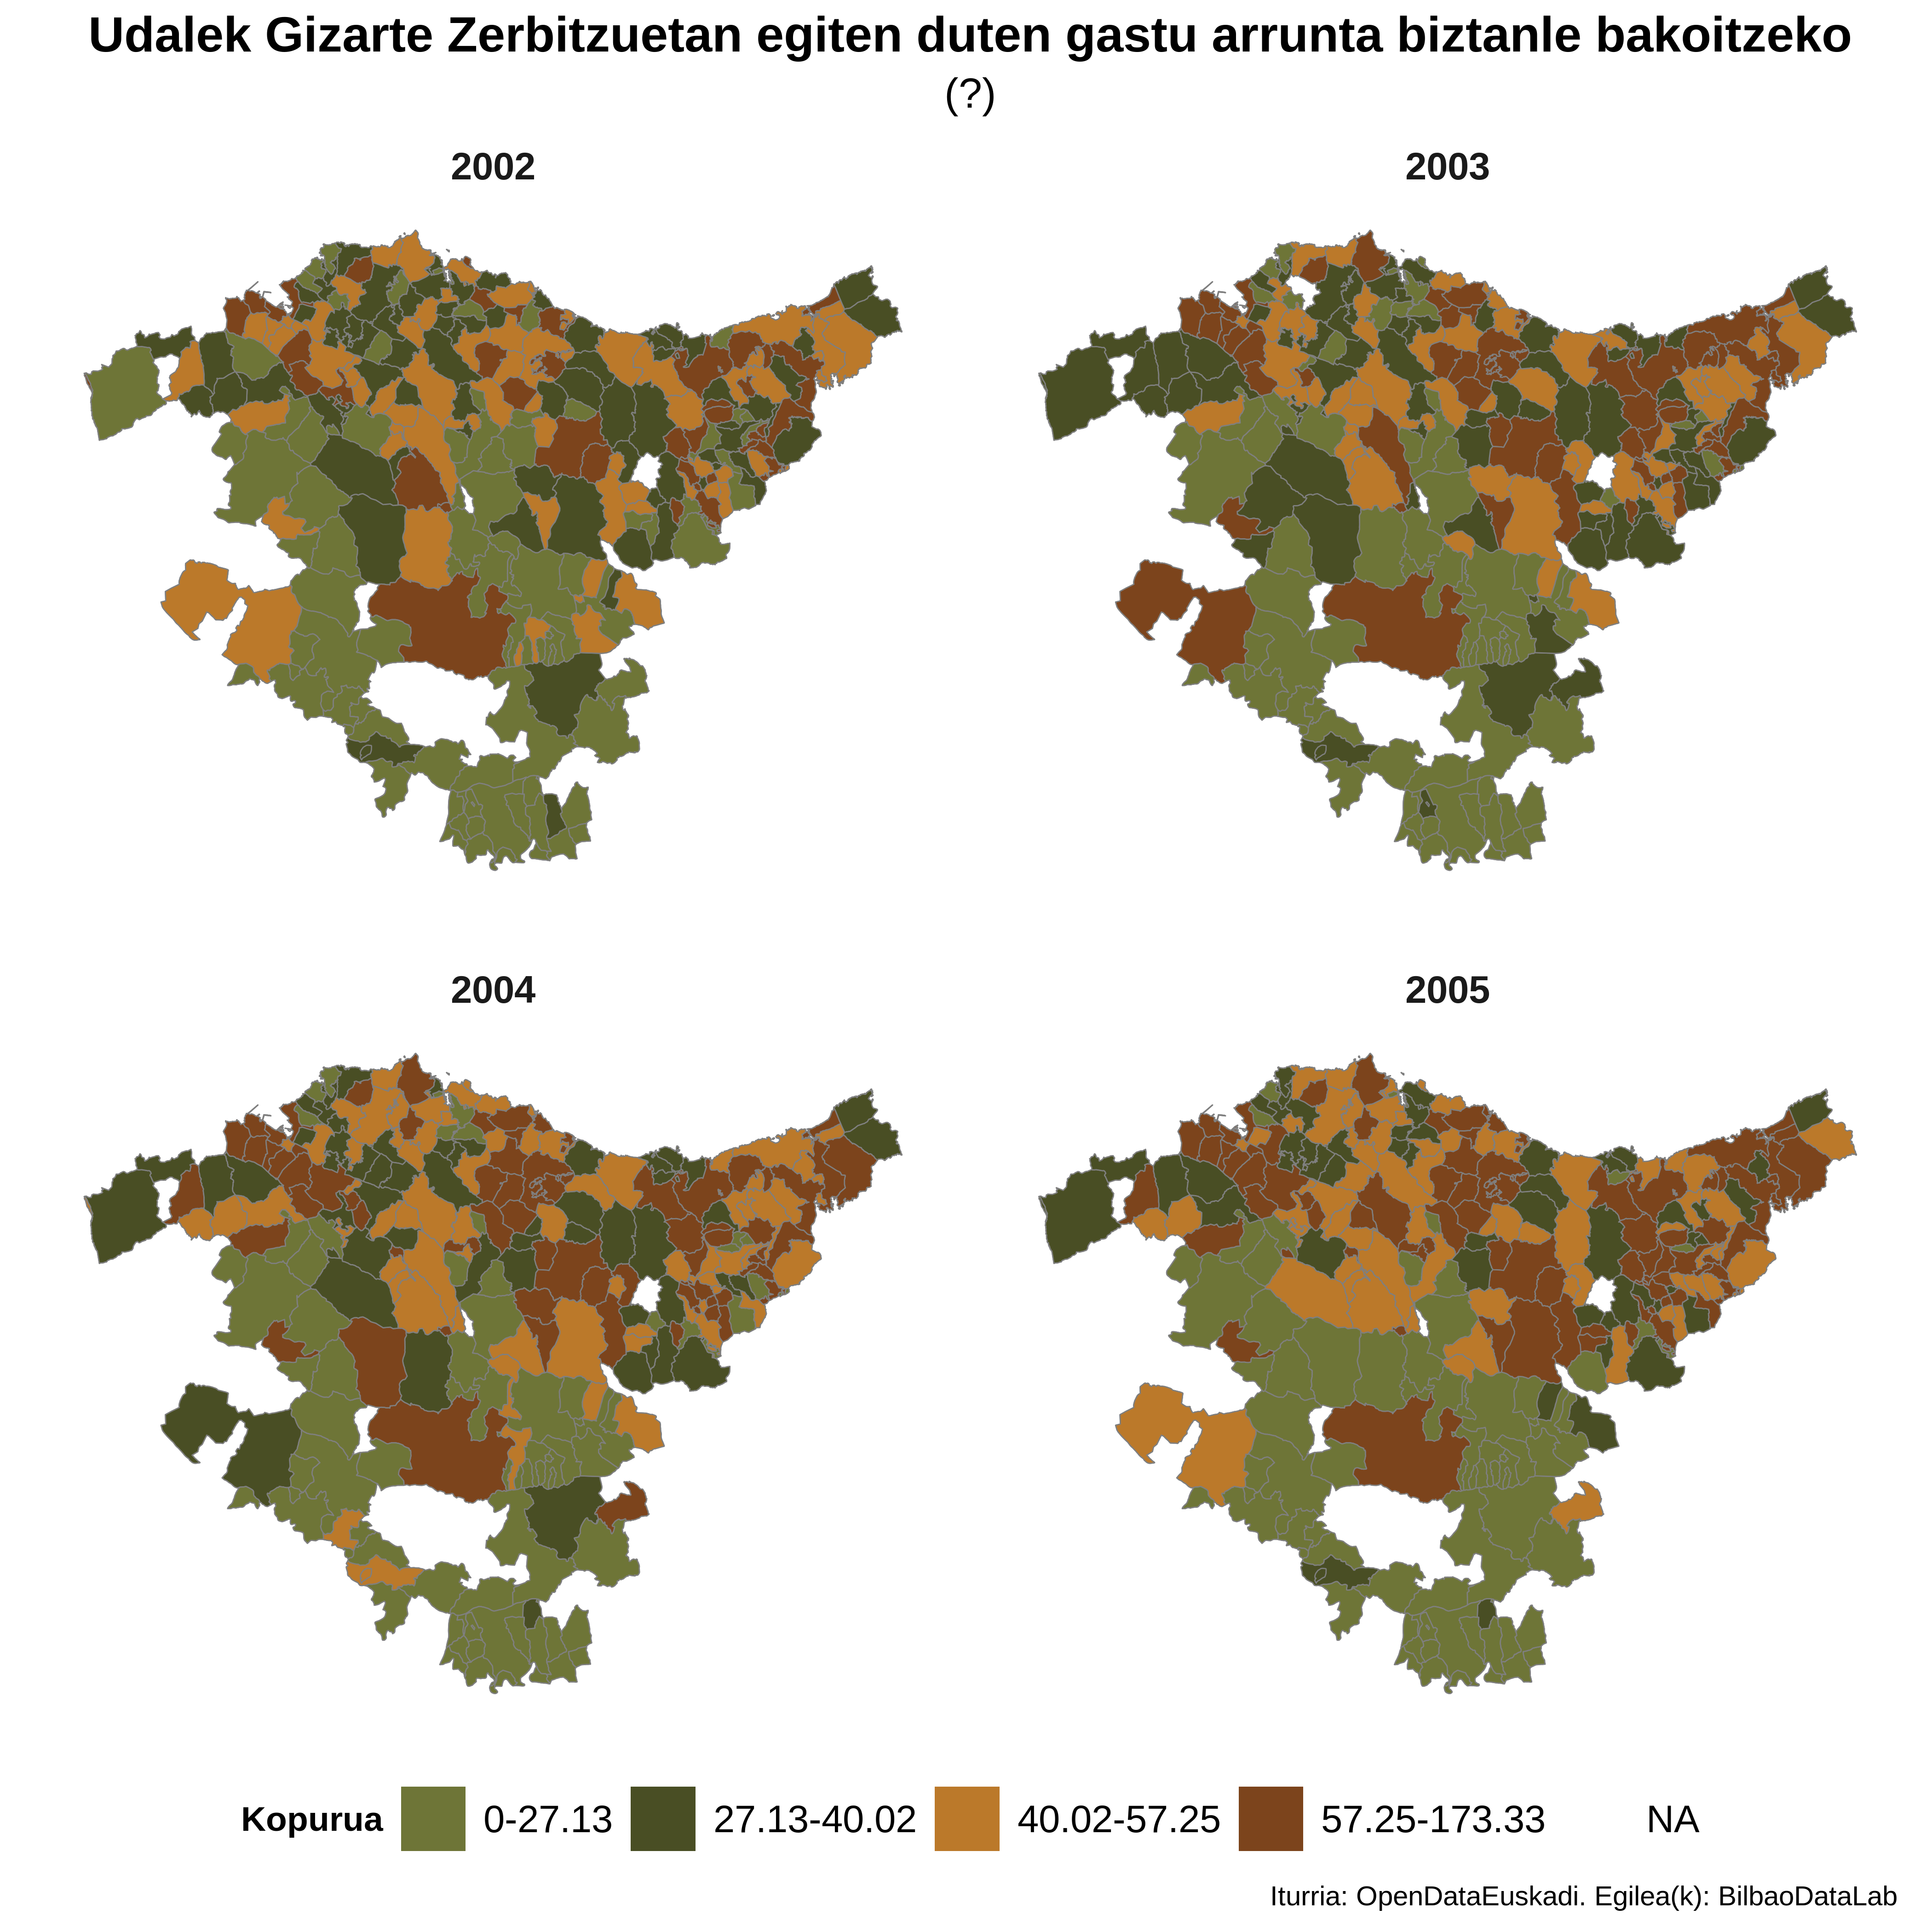 Udalek Gizarte Zerbitzuetan egiten duten gastu arrunta biztanle bakoitzeko
(?)
2002
2003
2004
2005
Kopurua 0-27.13 27.13-40.02 40.02-57.25 57.25-173.33 NA
Iturria: OpenDataEuskadi. Egilea(k): BilbaoDataLab